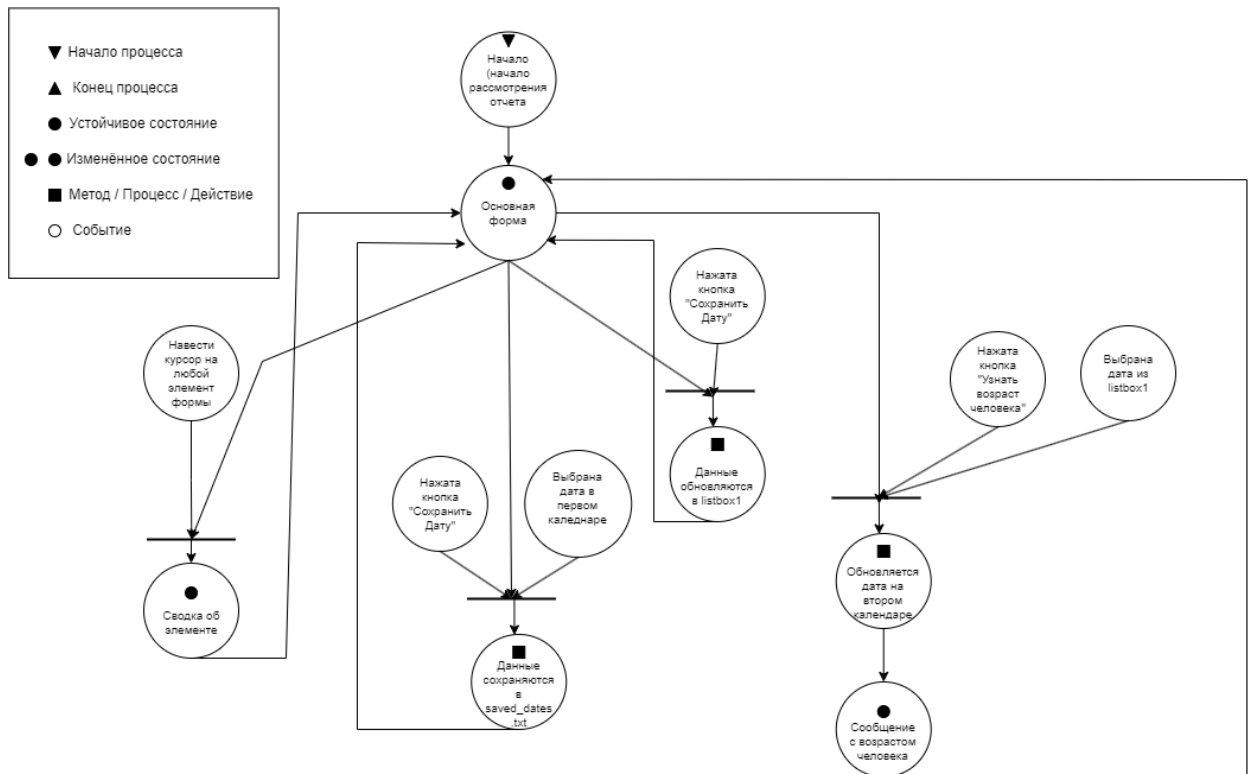 Начало процесса
Конец процесса
Устойчивое состояние
Изменённое состояние
Метод / Процесс / Действие
Событие
Начало
(начало
рассмотрения
отчета
Основная
форма
Нажата
кнопка
"Сохранить
Дату"
Навести
курсор на
любой
элемент
формы
Нажата
кнопка
"Узнать
возраст
человека"
Выбрана
дата из
listbox1
Данные
обновляются
в listbox1
Нажата
кнопка
"Сохранить
Дату"
Выбрана
дата в
первом
каледнаре
Обновляется
дата на
втором
календаре
Сводка об
элементе
Данные
сохраняются
в
saved_dates
.txt
Сообщение
с возрастом
человека